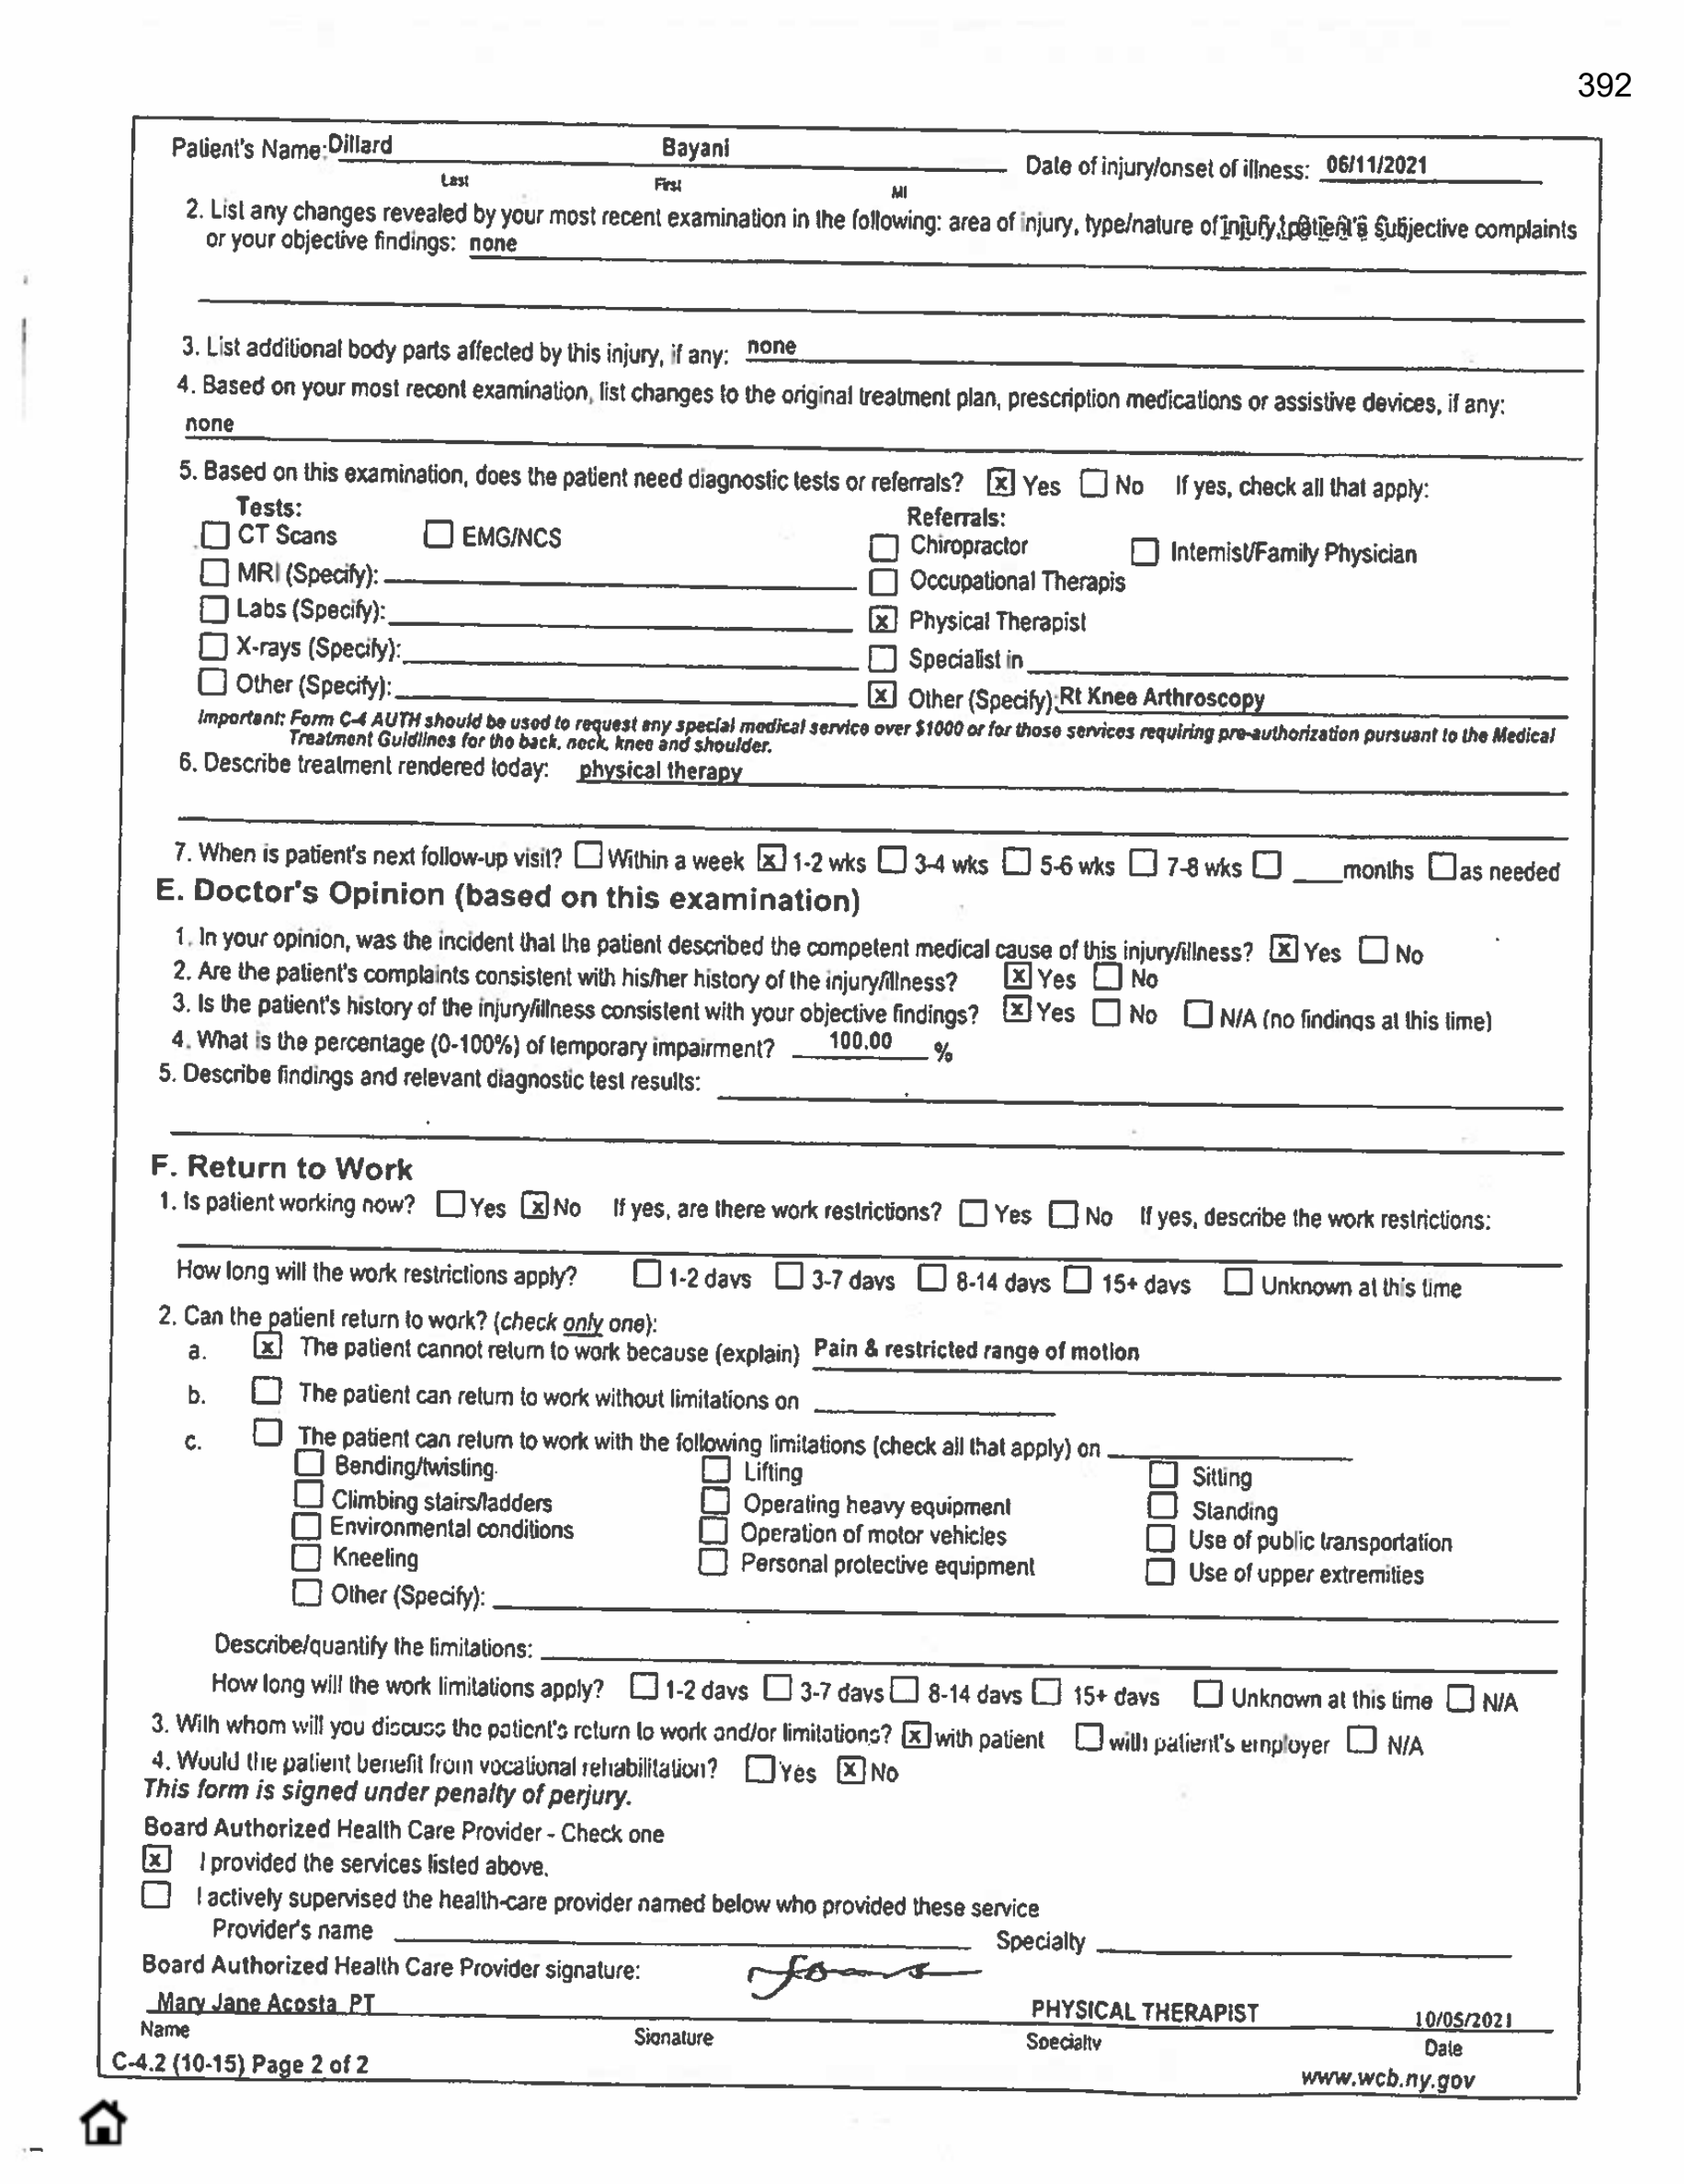 392
Patient's Name: Dillard Bayani Date of injury/onset of illness: 06/11/2021
Last First MI
2. List any changes revealed by your most recent examination in the following: area of injury, type/nature of injury, patient's subjective complaints
or your objective findings: none
3. List additional body parts affected by this injury, if any: none
4. Based on your most recent examination, list changes to the original treatment plan, prescription medications or assistive devices, if any:
none
5. Based on this examination, does the patient need diagnostic tests or referrals? [x] Yes [ ] No If yes, check all that apply:
Tests: Referrals:
[ ] CT Scans [ ] EMG/NCS [ ] Chiropractor [ ] Internist/Family Physician
[ ] MRI (Specify): [ ] Occupational Therapis
[ ] Labs (Specify): [x] Physical Therapist
[ ] X-rays (Specify): [ ] Specialist in
[ ] Other (Specify): [x] Other (Specify): Rt Knee Arthroscopy
Important: Form C-4 AUTH should be used to request any special medical service over $1000 or for those services requiring pre-authorization pursuant to the Medical
Treatment Guidlines for the back, neck, knee and shoulder.
6. Describe treatment rendered today: physical therapy
7. When is patient's next follow-up visit? [ ] Within a week [x] 1-2 wks [ ] 3-4 wks [ ] 5-6 wks [ ] 7-8 wks [ ] ___months [ ] as needed
E. Doctor's Opinion (based on this examination)
1. In your opinion, was the incident that the patient described the competent medical cause of this injury/illness? [x] Yes [ ] No
2. Are the patient's complaints consistent with his/her history of the injury/illness? [x] Yes [ ] No
3. Is the patient's history of the injury/illness consistent with your objective findings? [x] Yes [ ] No [ ] N/A (no findings at this time)
4. What is the percentage (0-100%) of temporary impairment? 100.00 %
5. Describe findings and relevant diagnostic test results:
F. Return to Work
1. Is patient working now? [ ] Yes [x] No If yes, are there work restrictions? [ ] Yes [ ] No If yes, describe the work restrictions:
How long will the work restrictions apply? [ ] 1-2 days [ ] 3-7 days [ ] 8-14 days [ ] 15+ days [ ] Unknown at this time
2. Can the patient return to work? (check only one):
a. [x] The patient cannot return to work because (explain) Pain & restricted range of motion
b. [ ] The patient can return to work without limitations on
c. [ ] The patient can return to work with the following limitations (check all that apply) on
[ ] Bending/twisting [ ] Lifting [ ] Sitting
[ ] Climbing stairs/ladders [ ] Operating heavy equipment [ ] Standing
[ ] Environmental conditions [ ] Operation of motor vehicles [ ] Use of public transportation
[ ] Kneeling [ ] Personal protective equipment [ ] Use of upper extremities
[ ] Other (Specify):
Describe/quantify the limitations:
How long will the work limitations apply? [ ] 1-2 days [ ] 3-7 days [ ] 8-14 days [ ] 15+ days [ ] Unknown at this time [ ] N/A
3. With whom will you discuss the patient's return to work and/or limitations? [x] with patient [ ] with patient's employer [ ] N/A
4. Would the patient benefit from vocational rehabilitation? [ ] Yes [x] No
This form is signed under penalty of perjury.
Board Authorized Health Care Provider - Check one
[x] I provided the services listed above.
[ ] I actively supervised the health-care provider named below who provided these service
Provider's name Specialty
Board Authorized Health Care Provider signature:
Mary Jane Acosta PT PHYSICAL THERAPIST 10/05/2021
Name Signature Specialty Date
C-4.2 (10-15) Page 2 of 2 www.wcb.ny.gov